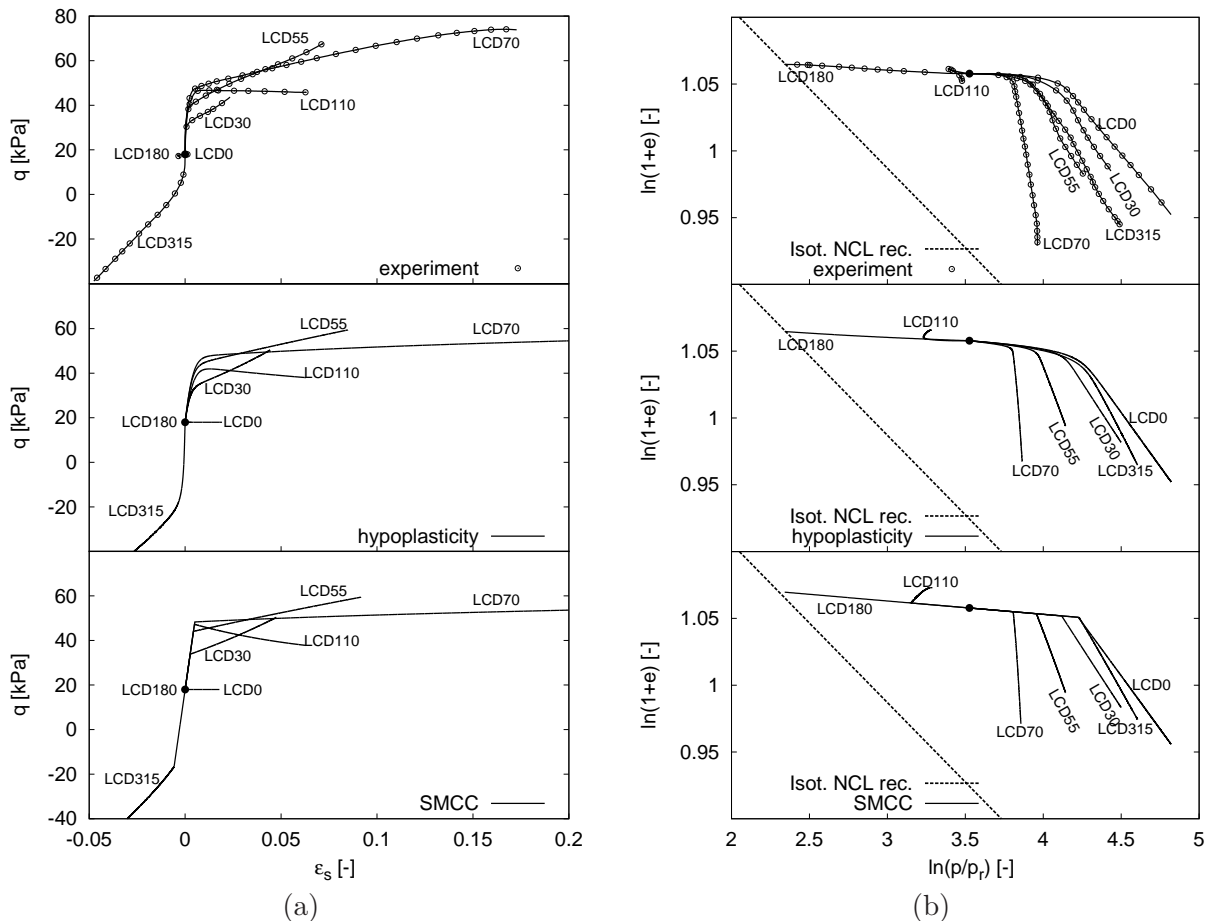 80
60
40
20
0
-20
q [kPa]
LCD55
LCD70
LCD110
LCD30
LCD180
LCD0
LCD315
experiment
60
40
20
0
-20
q [kPa]
LCD55
LCD70
LCD110
LCD30
LCD180
LCD0
LCD315
hypoplasticity
60
40
20
0
-20
-40
q [kPa]
LCD55
LCD70
LCD110
LCD30
LCD180
LCD0
LCD315
SMCC
-0.05
0
0.05
0.1
0.15
0.2
εs [-]
(a)
1.05
1
0.95
ln(1+e) [-]
LCD180
LCD110
LCD0
LCD30
LCD55
LCD315
LCD70
Isot. NCL rec.
experiment
1.05
1
0.95
ln(1+e) [-]
LCD110
LCD180
LCD0
LCD30
LCD55
LCD315
LCD70
Isot. NCL rec.
hypoplasticity
1.05
1
0.95
ln(1+e) [-]
LCD110
LCD180
LCD0
LCD30
LCD55
LCD315
LCD70
Isot. NCL rec.
SMCC
2
2.5
3
3.5
4
4.5
5
ln(p/pr) [-]
(b)